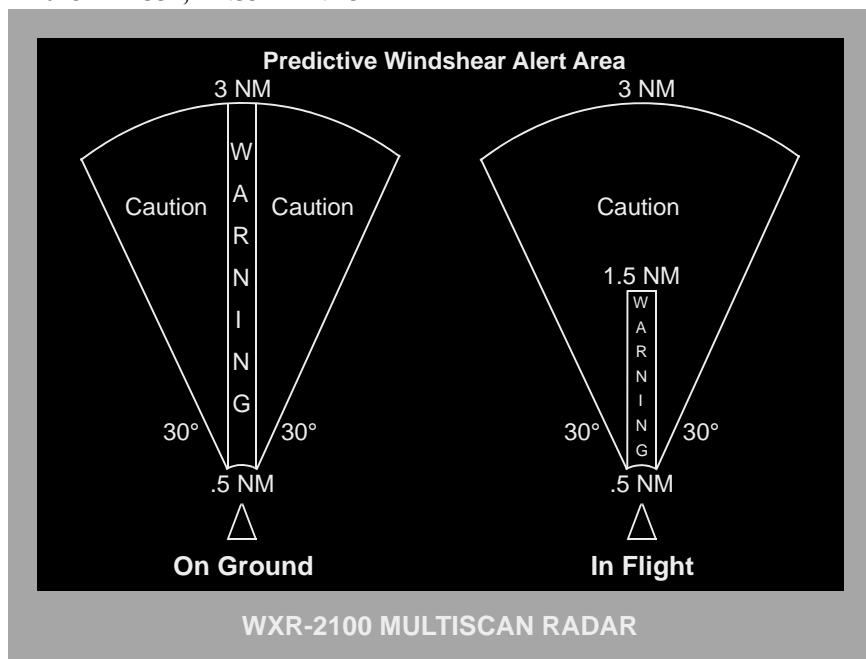 Predictive Windshear Alert Area
3 NM
W
A
R
N
I
N
G
Caution
Caution
30°
30°
.5 NM
On Ground
3 NM
Caution
1.5 NM
W
A
R
N
I
N
G
30°
30°
.5 NM
In Flight
WXR-2100 MULTISCAN RADAR